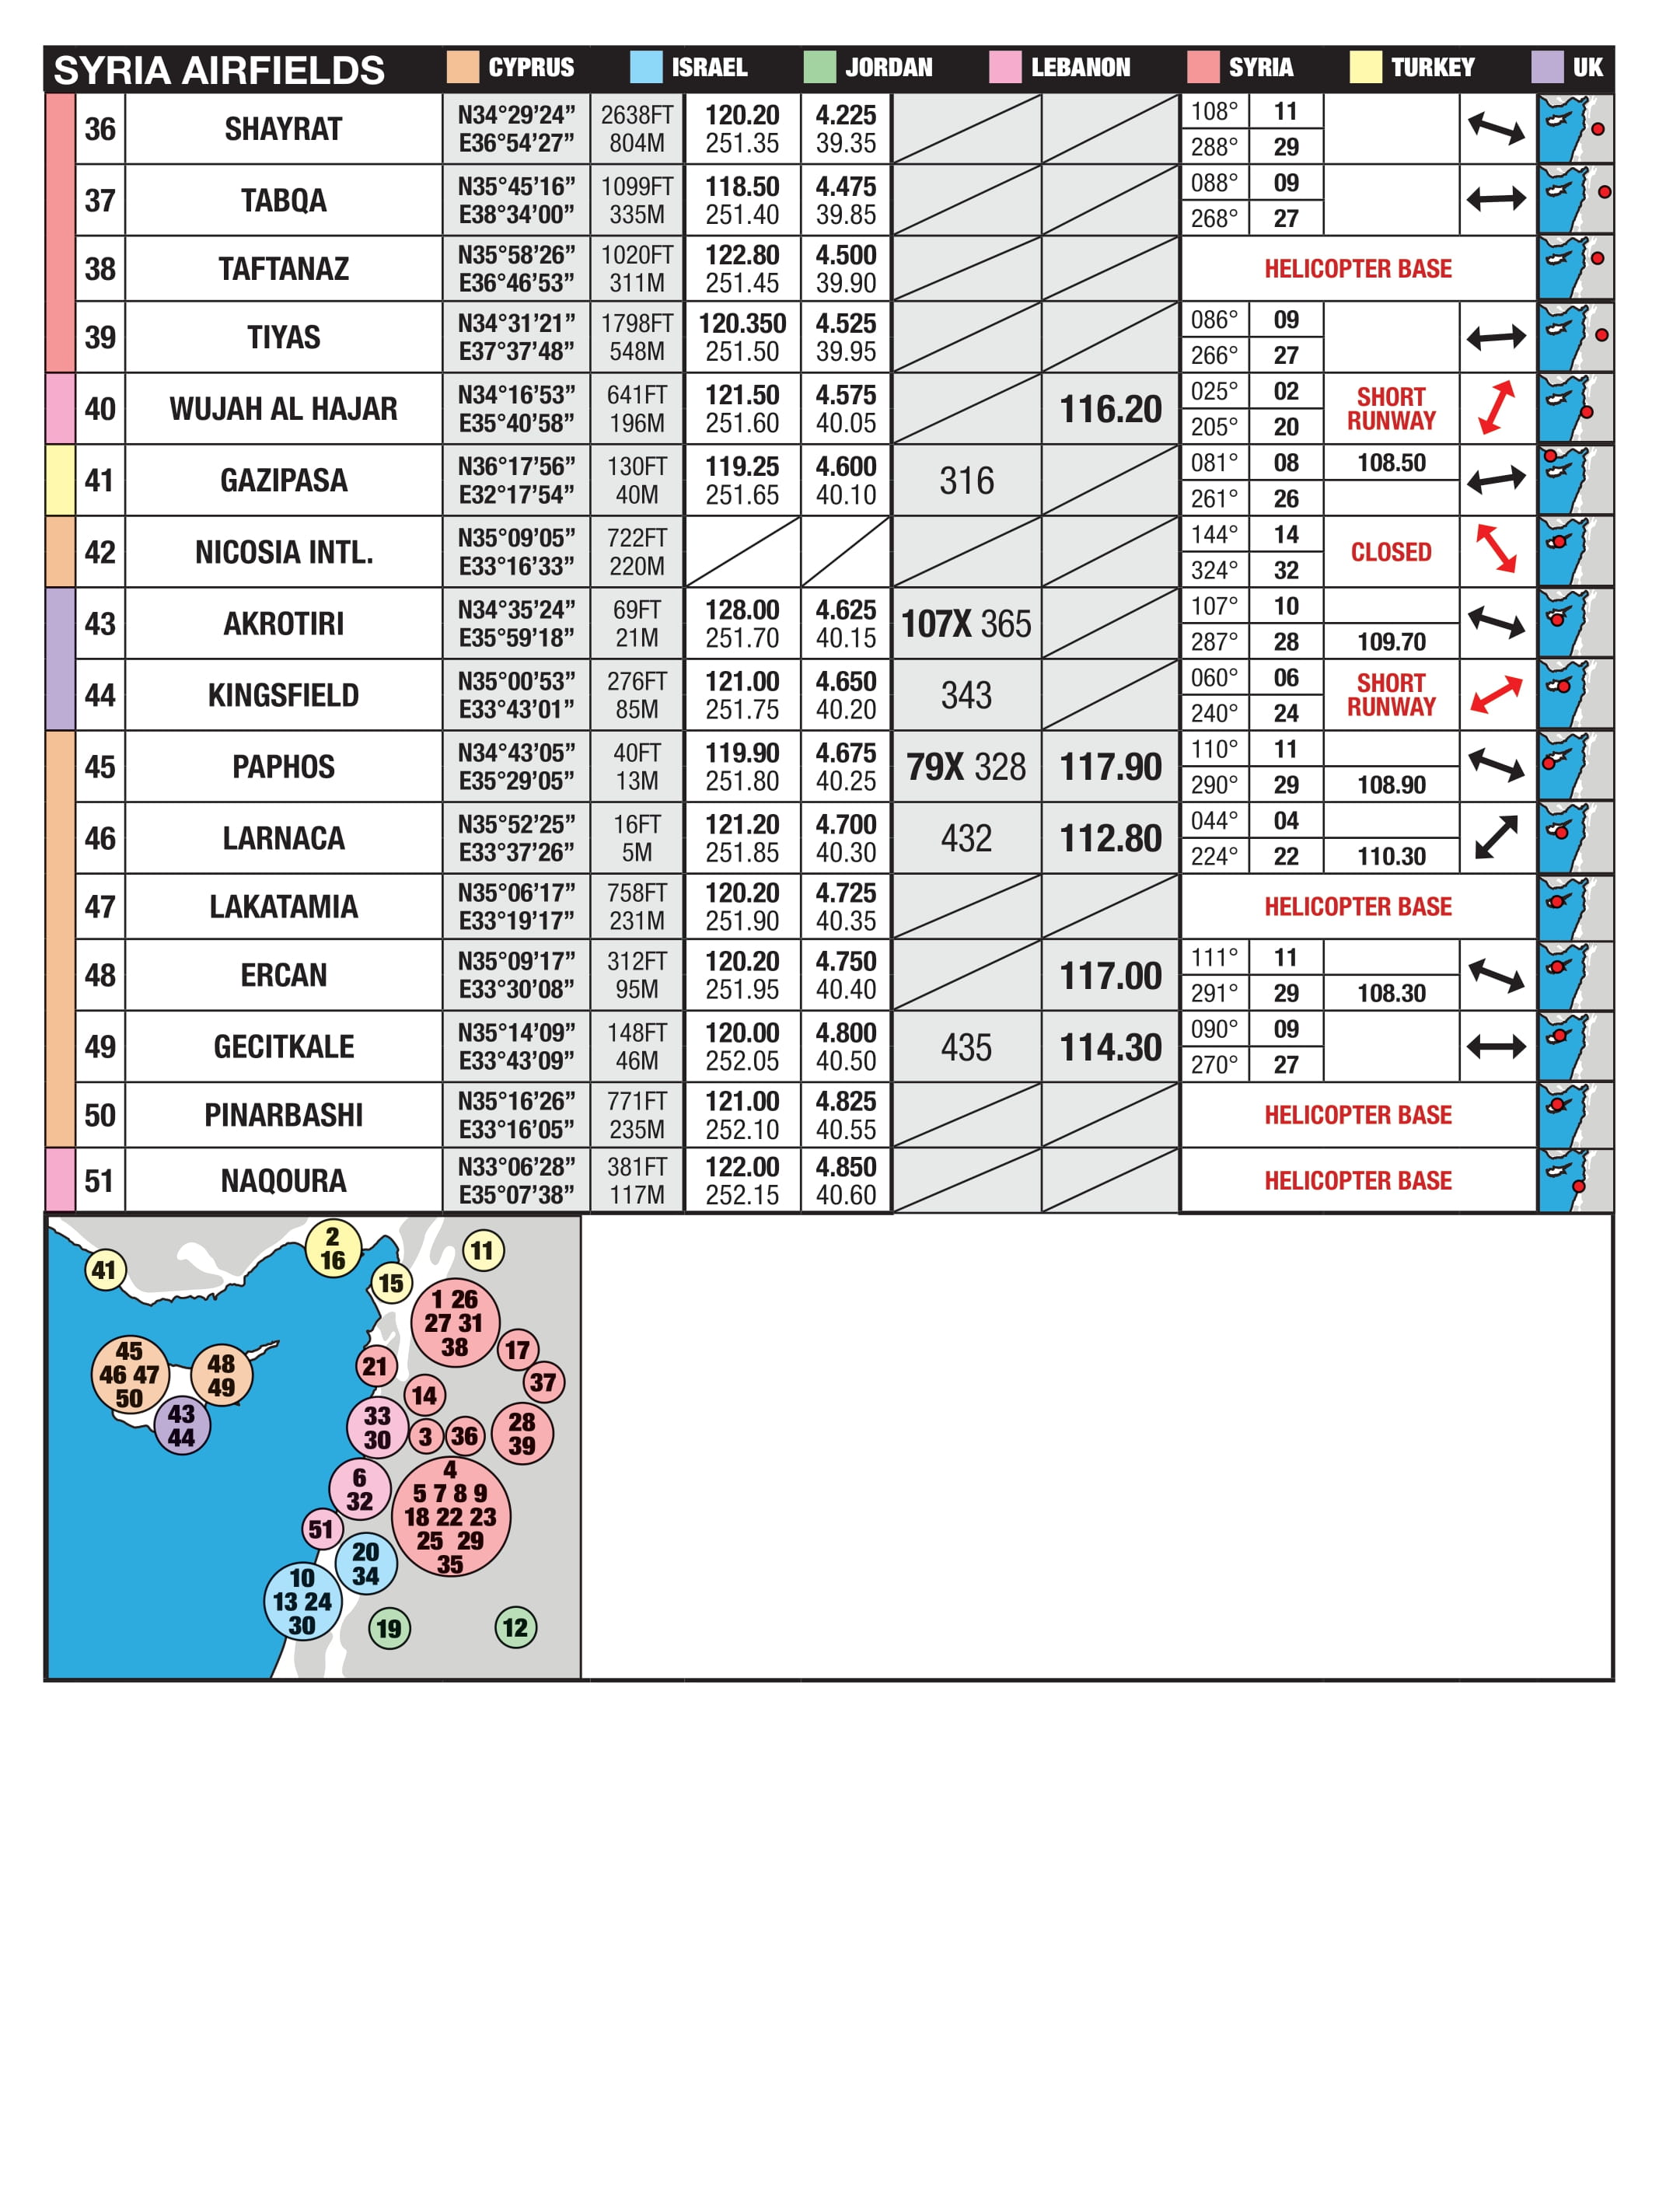 SYRIA AIRFIELDS CYPRUS ISRAEL JORDAN LEBANON SYRIA TURKEY UK
36 SHAYRAT N34°29’24” 2638FT 120.20 4.225 108° 11
E36°54’27” 804M 251.35 39.35 288° 29
37 TABQA N35°45’16” 1099FT 118.50 4.475 088° 09
E38°34’00” 335M 251.40 39.85 268° 27
38 TAFTANAZ N35°58’26” 1020FT 122.80 4.500 HELICOPTER BASE
E36°46’53” 311M 251.45 39.90
39 TIYAS N34°31’21” 1798FT 120.350 4.525 086° 09
E37°37’48” 548M 251.50 39.95 266° 27
40 WUJAH AL HAJAR N34°16’53” 641FT 121.50 4.575 116.20 025° 02 SHORT
E35°40’58” 196M 251.60 40.05 205° 20 RUNWAY
41 GAZIPASA N36°17’56” 130FT 119.25 4.600 316 081° 08 108.50
E32°17’54” 40M 251.65 40.10 261° 26
42 NICOSIA INTL. N35°09’05” 722FT 144° 14 CLOSED
E33°16’33” 220M 324° 32
43 AKROTIRI N34°35’24” 69FT 128.00 4.625 107X 365 107° 10
E35°59’18” 21M 251.70 40.15 287° 28 109.70
44 KINGSFIELD N35°00’53” 276FT 121.00 4.650 343 060° 06 SHORT
E33°43’01” 85M 251.75 40.20 240° 24 RUNWAY
45 PAPHOS N34°43’05” 40FT 119.90 4.675 79X 328 117.90 110° 11
E35°29’05” 13M 251.80 40.25 290° 29 108.90
46 LARNACA N35°52’25” 16FT 121.20 4.700 432 112.80 044° 04
E33°37’26” 5M 251.85 40.30 224° 22 110.30
47 LAKATAMIA N35°06’17” 758FT 120.20 4.725 HELICOPTER BASE
E33°19’17” 231M 251.90 40.35
48 ERCAN N35°09’17” 312FT 120.20 4.750 117.00 111° 11
E33°30’08” 95M 251.95 40.40 291° 29 108.30
49 GECITKALE N35°14’09” 148FT 120.00 4.800 435 114.30 090° 09
E33°43’09” 46M 252.05 40.50 270° 27
50 PINARBASHI N35°16’26” 771FT 121.00 4.825 HELICOPTER BASE
E33°16’05” 235M 252.10 40.55
51 NAQOURA N33°06’28” 381FT 122.00 4.850 HELICOPTER BASE
E35°07’38” 117M 252.15 40.60
41
2
16
11
15
1 26
27 31
38
17
37
21
14
45
46 47
50
48
49
43
44
33
30
3
36
28
39
6
32
4
5 7 8 9
18 22 23
25 29
35
51
20
34
10
13 24
30
19
12